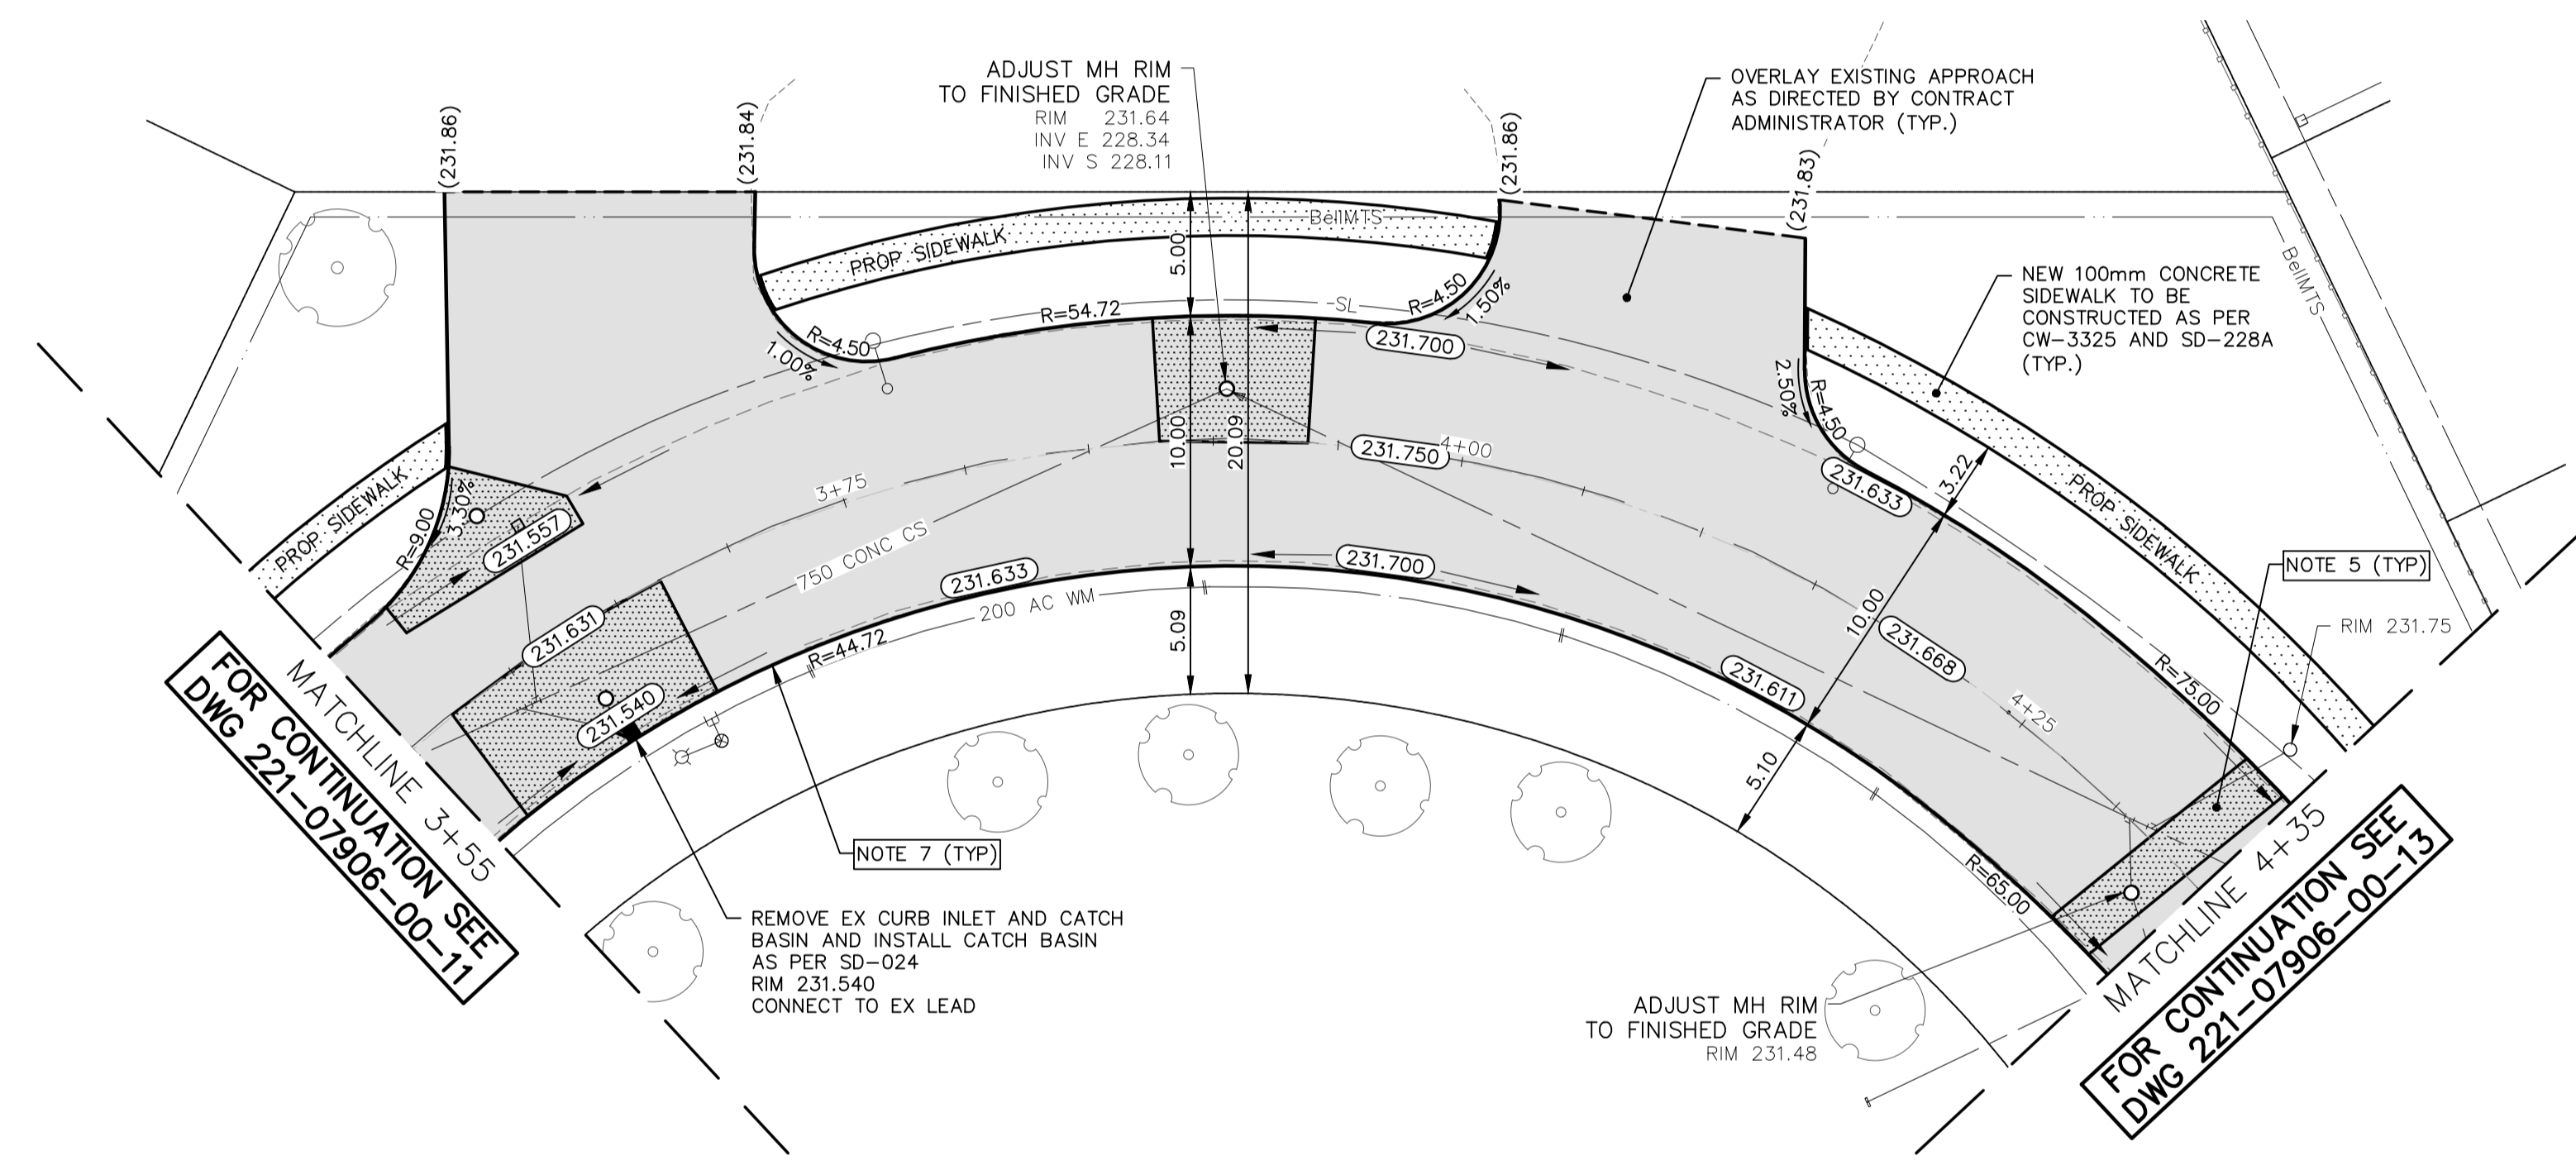 ADJUST MH RIM
TO FINISHED GRADE
RIM 231.64
INV E 228.34
INV S 228.11
OVERLAY EXISTING APPROACH
AS DIRECTED BY CONTRACT
ADMINISTRATOR (TYP.)
(231.86)
(231.84)
(231.86)
(231.83)
BellMTS
BellMTS
PROP SIDEWALK
5.00
NEW 100mm CONCRETE
SIDEWALK TO BE
CONSTRUCTED AS PER
CW-3325 AND SD-228A
(TYP.)
R=54.72
SL
R=4.50
1.50%
R=4.50
1.00%
231.700
2.50%
R=4.50
10.00
20.09
231.750
4+00
231.633
3.22
PROP SIDEWALK
PROP SIDEWALK
3+75
3.30%
R=9.00
231.557
750 CONC CS
231.633
231.700
200 AC WM
NOTE 5 (TYP)
RIM 231.75
231.631
R=44.72
5.09
10.00
231.668
231.611
R=75.00
4+25
231.540
5.10
MATCHLINE 3+55
FOR CONTINUATION SEE
DWG 221-07906-00-11
NOTE 7 (TYP)
R=65.00
MATCHLINE 4+35
FOR CONTINUATION SEE
DWG 221-07906-00-13
REMOVE EX CURB INLET AND CATCH
BASIN AND INSTALL CATCH BASIN
AS PER SD-024
RIM 231.540
CONNECT TO EX LEAD
ADJUST MH RIM
TO FINISHED GRADE
RIM 231.48